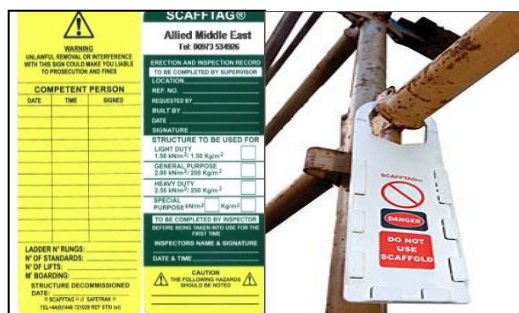 WARNING
UNLAWFUL REMOVAL OR INTERFERENCE
WITH THIS SIGN COULD MAKE YOU LIABLE
TO PROSECUTION AND FINES
COMPETENT PERSON
DATE TIME SIGNED
LADDER Nº RUNGS:
Nº OF STANDARDS:
Nº OF LIFTS:
M² BOARDING:
STRUCTURE DECOMMISSIONED
DATE:
SCAFFTAG®
Allied Middle East
Tel: 00973 534926
ERECTION AND INSPECTION RECORD
TO BE COMPLETED BY SUPERVISOR
LOCATION
REF. NO.
REQUESTED BY
BUILT BY
DATE
SIGNATURE
STRUCTURE TO BE USED FOR
LIGHT DUTY
1.50 Kg/m²
GENERAL PURPOSE
2.00 kN/m²/ 200 Kg/m²
HEAVY DUTY
2.50 kN/m²/ 250 Kg/m²
SPECIAL
PURPOSE kN/m² Kg/m²
TO BE COMPLETED BY INSPECTOR
BEFORE BEING TAKEN INTO USE FOR THE
FIRST TIME
INSPECTORS NAME & SIGNATURE
DATE & TIME
CAUTION
THE FOLLOWING HAZARDS
SHOULD BE NOTED
SCAFFTAG
DANGER
DO NOT
USE
SCAFFOLD